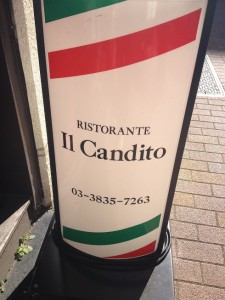 RISTORANTE
Il Candito
03-3835-7263